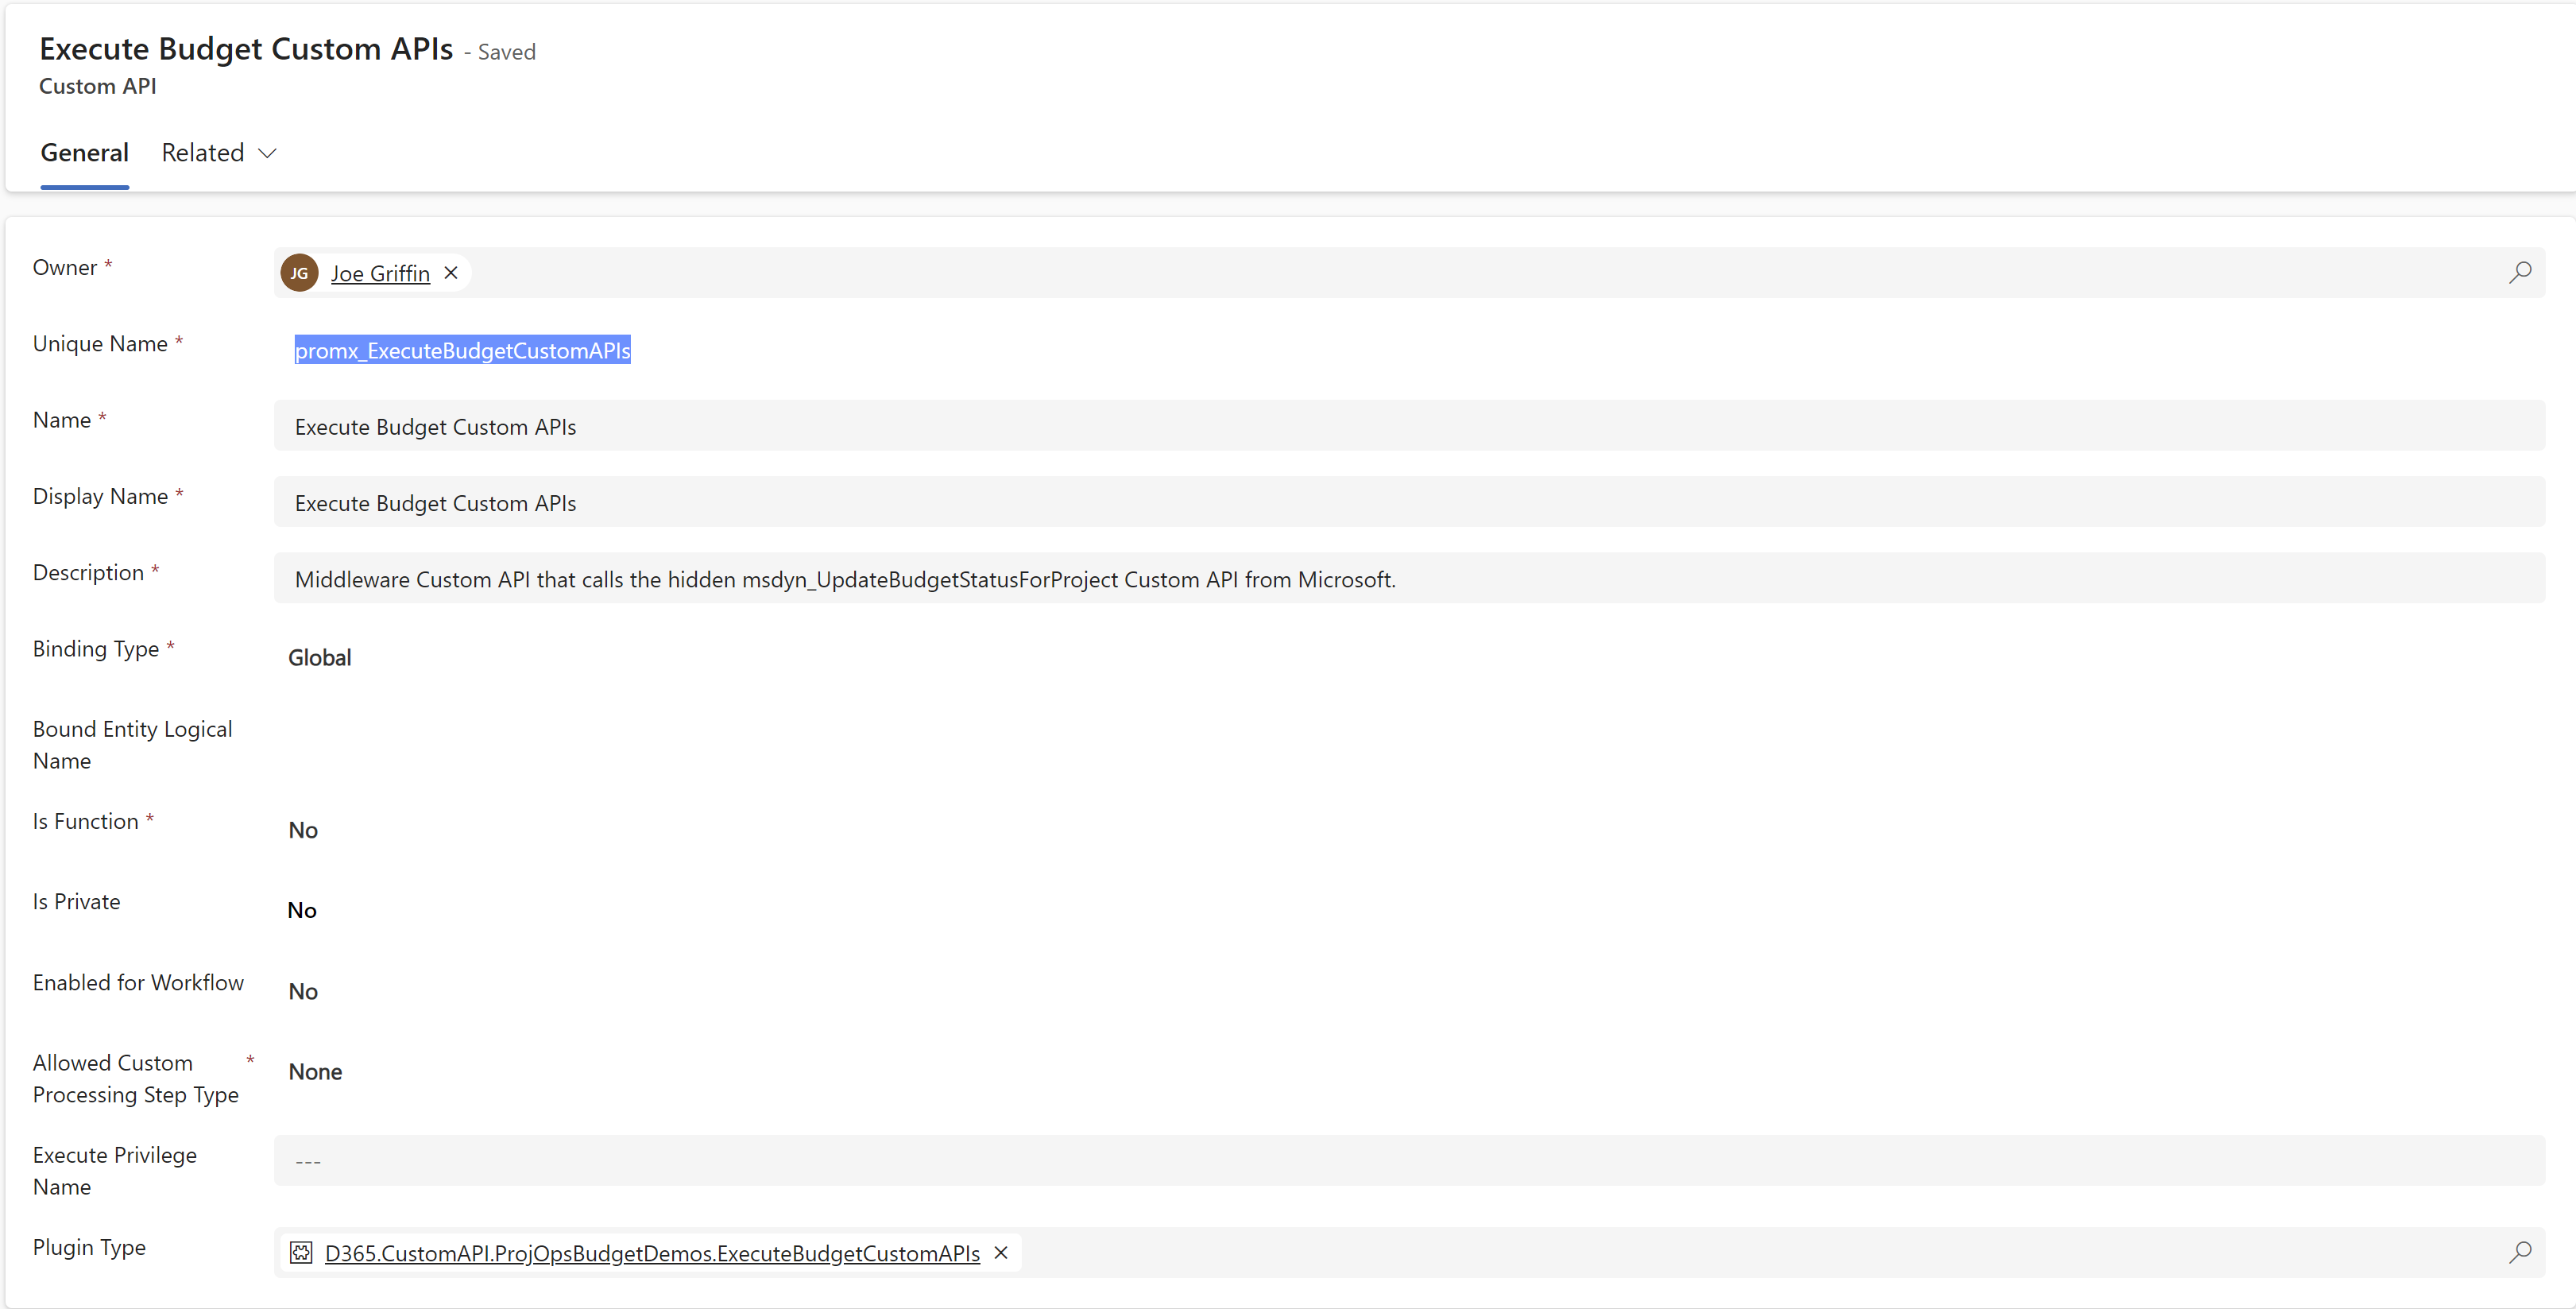 Execute Budget Custom APIs - Saved
Custom API
General Related
Owner *
JG Joe Griffin
Unique Name *
promx_ExecuteBudgetCustomAPIs
Name *
Execute Budget Custom APIs
Display Name *
Execute Budget Custom APIs
Description *
Middleware Custom API that calls the hidden msdyn_UpdateBudgetStatusForProject Custom API from Microsoft.
Binding Type *
Global
Bound Entity Logical
Name
Is Function *
No
Is Private
No
Enabled for Workflow
No
Allowed Custom *
Processing Step Type
None
Execute Privilege
Name
---
Plugin Type
D365.CustomAPI.ProjOpsBudgetDemos.ExecuteBudgetCustomAPIs